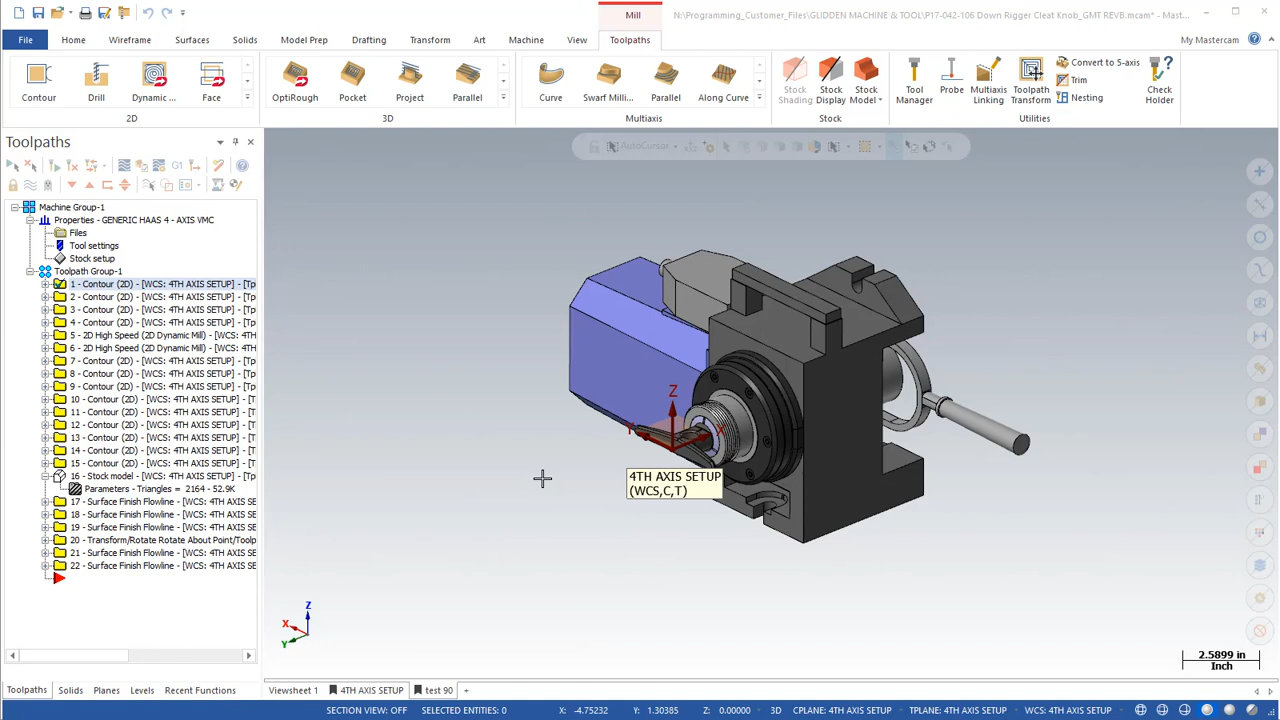 Mill
N:\Programming_Customer_Files\GLIDDEN MACHINE & TOOL\P17-042-106 Down Rigger Cleat Knob_GMT REVB.mcam* - Mast...
File Home Wireframe Surfaces Solids Model Prep Drafting Transform Art Machine View Toolpaths My Mastercam
Contour Drill Dynamic ... Face
2D
OptiRough Pocket Project Parallel
3D
Curve Swarf Milli... Parallel Along Curve
Multiaxis
Stock Shading
Stock Display
Stock Model
Stock
Tool Manager
Probe
Multiaxis Linking
Toolpath Transform
Convert to 5-axis
Trim
Nesting
Check Holder
Utilities
Toolpaths
AutoCursor
G1
Machine Group-1
Properties - GENERIC HAAS 4 - AXIS VMC
Files
Tool settings
Stock setup
Toolpath Group-1
1 - Contour (2D) - [WCS: 4TH AXIS SETUP] - [Tp
2 - Contour (2D) - [WCS: 4TH AXIS SETUP] - [Tp
3 - Contour (2D) - [WCS: 4TH AXIS SETUP] - [Tp
4 - Contour (2D) - [WCS: 4TH AXIS SETUP] - [Tp
5 - 2D High Speed (2D Dynamic Mill) - [WCS: 4TH
6 - 2D High Speed (2D Dynamic Mill) - [WCS: 4TH
7 - Contour (2D) - [WCS: 4TH AXIS SETUP] - [Tp
8 - Contour (2D) - [WCS: 4TH AXIS SETUP] - [Tp
9 - Contour (2D) - [WCS: 4TH AXIS SETUP] - [Tp
10 - Contour (2D) - [WCS: 4TH AXIS SETUP] - [T
11 - Contour (2D) - [WCS: 4TH AXIS SETUP] - [T
12 - Contour (2D) - [WCS: 4TH AXIS SETUP] - [T
13 - Contour (2D) - [WCS: 4TH AXIS SETUP] - [T
14 - Contour (2D) - [WCS: 4TH AXIS SETUP] - [T
15 - Contour (2D) - [WCS: 4TH AXIS SETUP] - [T
16 - Stock model - [WCS: 4TH AXIS SETUP] - [Tp
Parameters - Triangles = 2164 - 52.9K
17 - Surface Finish Flowline - [WCS: 4TH AXIS SE
18 - Surface Finish Flowline - [WCS: 4TH AXIS SE
19 - Surface Finish Flowline - [WCS: 4TH AXIS SE
20 - Transform/Rotate Rotate About Point/Toolp
21 - Surface Finish Flowline - [WCS: 4TH AXIS SE
22 - Surface Finish Flowline - [WCS: 4TH AXIS SE
Z
Y X
4TH AXIS SETUP
(WCS,C,T)
Z
X
Y
2.5899 in
Inch
Toolpaths Solids Planes Levels Recent Functions
Viewsheet 1 4TH AXIS SETUP test 90 +
SECTION VIEW: OFF SELECTED ENTITIES: 0 X: -4.75232 Y: 1.30385 Z: 0.00000 3D CPLANE: 4TH AXIS SETUP TPLANE: 4TH AXIS SETUP WCS: 4TH AXIS SETUP